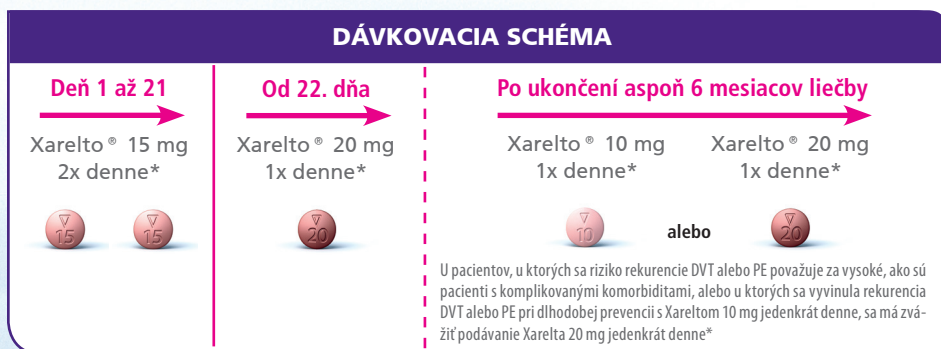 DÁVKOVACIA SCHÉMA
Deň 1 až 21
Xarelto ® 15 mg
2x denne*
15
15
Od 22. dňa
Xarelto ® 20 mg
1x denne*
20
Po ukončení aspoň 6 mesiacov liečby
Xarelto ® 10 mg
1x denne*
10
alebo
Xarelto ® 20 mg
1x denne*
20
U pacientov, u ktorých sa riziko rekurencie DVT alebo PE považuje za vysoké, ako sú
pacienti s komplikovanými komorbiditami, alebo u ktorých sa vyvinula rekurencia
DVT alebo PE pri dlhodobej prevencii s Xareltom 10 mg jedenkrát denne, sa má zvá-
žiť podávanie Xarelta 20 mg jedenkrát denne*